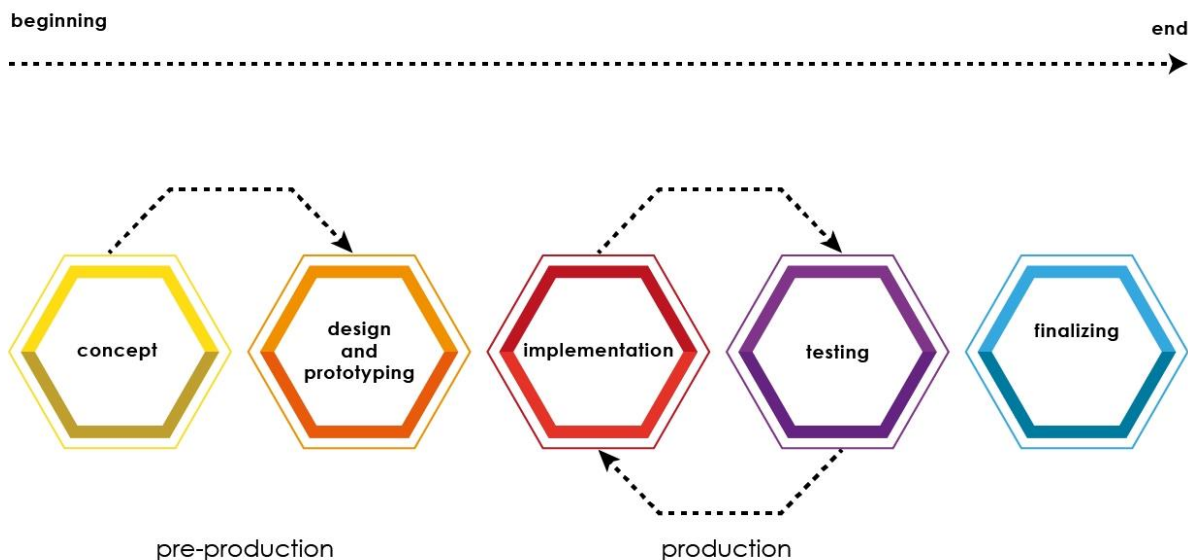 beginning
end
concept
design
and
prototyping
implementation
testing
finalizing
pre-production
production